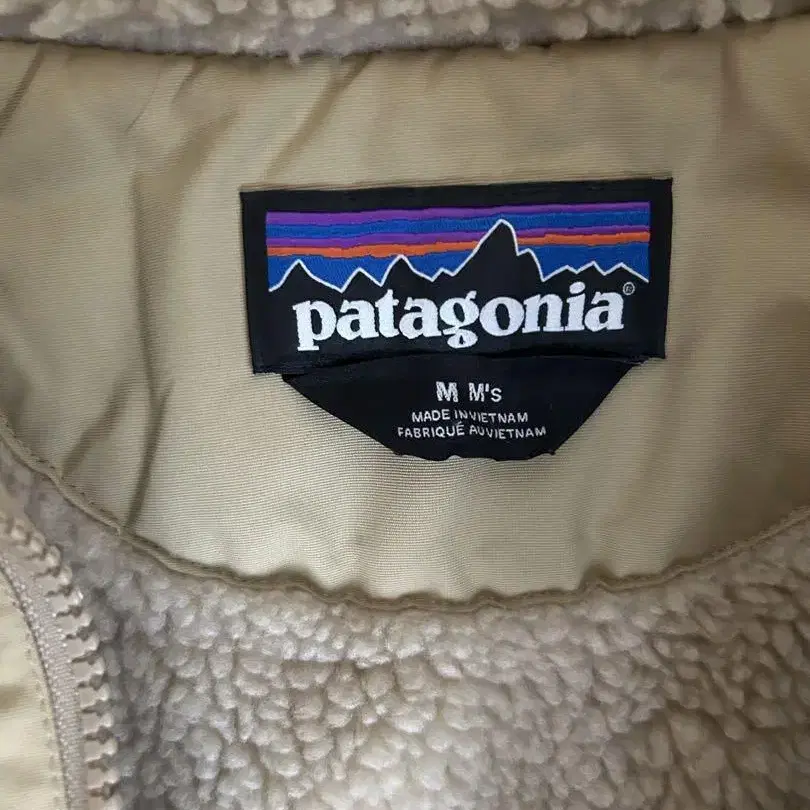 patagonia®
M M's
MADE IN VIETNAM
FABRIQUÉ AU VIETNAM